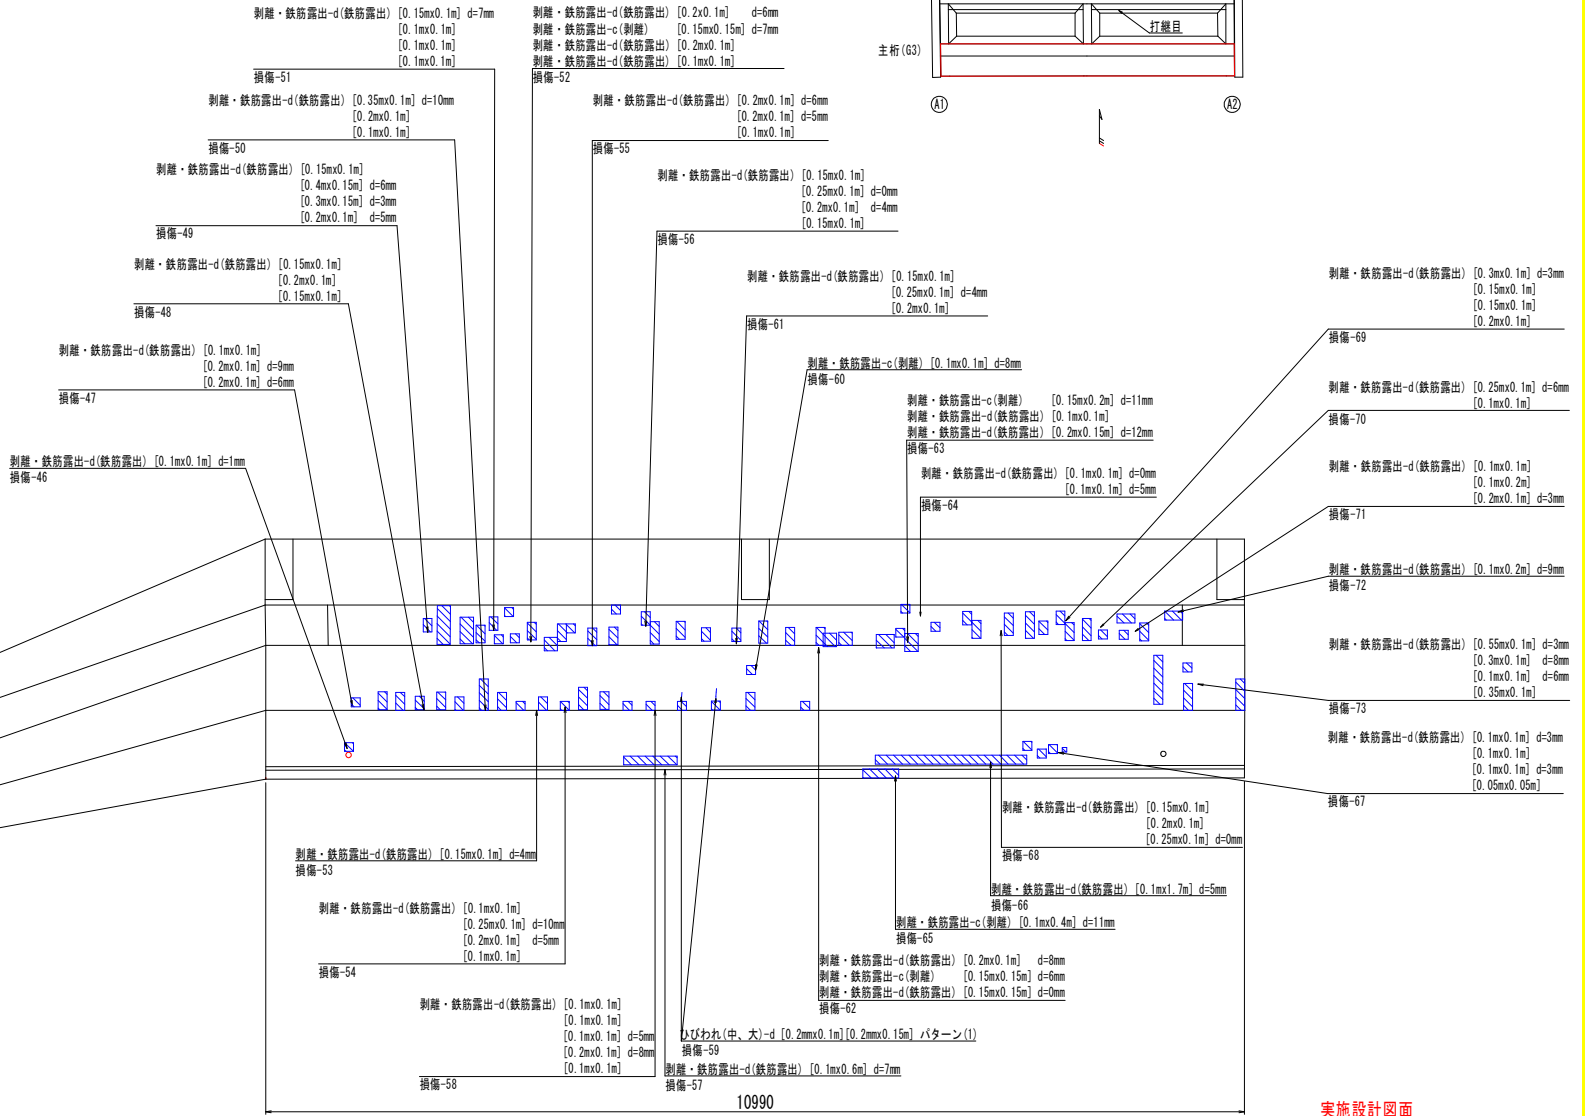 剥離・鉄筋露出-d(鉄筋露出) [0.15mx0.1m] d=7mm
[0.1mx0.1m]
[0.1mx0.1m]
[0.1mx0.1m]
損傷-51
剥離・鉄筋露出-d(鉄筋露出) [0.2x0.1m] d=6mm
剥離・鉄筋露出-c(剥離) [0.15mx0.15m] d=7mm
剥離・鉄筋露出-d(鉄筋露出) [0.2mx0.1m]
剥離・鉄筋露出-d(鉄筋露出) [0.1mx0.1m]
損傷-52
打継目
主桁(G3)
A1
A2
剥離・鉄筋露出-d(鉄筋露出) [0.35mx0.1m] d=10mm
[0.2mx0.1m]
[0.1mx0.1m]
損傷-50
剥離・鉄筋露出-d(鉄筋露出) [0.2mx0.1m] d=6mm
[0.2mx0.1m] d=5mm
[0.1mx0.1m]
損傷-55
剥離・鉄筋露出-d(鉄筋露出) [0.15mx0.1m]
[0.4mx0.15m] d=6mm
[0.3mx0.15m] d=3mm
[0.2mx0.1m] d=5mm
損傷-49
剥離・鉄筋露出-d(鉄筋露出) [0.15mx0.1m]
[0.25mx0.1m] d=0mm
[0.2mx0.1m] d=4mm
[0.15mx0.1m]
損傷-56
剥離・鉄筋露出-d(鉄筋露出) [0.15mx0.1m]
[0.2mx0.1m]
[0.15mx0.1m]
損傷-48
剥離・鉄筋露出-d(鉄筋露出) [0.15mx0.1m]
[0.25mx0.1m] d=4mm
[0.2mx0.1m]
損傷-61
剥離・鉄筋露出-d(鉄筋露出) [0.3mx0.1m] d=3mm
[0.15mx0.1m]
[0.15mx0.1m]
[0.2mx0.1m]
損傷-69
剥離・鉄筋露出-d(鉄筋露出) [0.1mx0.1m]
[0.2mx0.1m] d=9mm
[0.2mx0.1m] d=6mm
損傷-47
剥離・鉄筋露出-c(剥離) [0.1mx0.1m] d=8mm
損傷-60
剥離・鉄筋露出-c(剥離) [0.15mx0.2m] d=11mm
剥離・鉄筋露出-d(鉄筋露出) [0.1mx0.1m]
剥離・鉄筋露出-d(鉄筋露出) [0.2mx0.15m] d=12mm
損傷-63
剥離・鉄筋露出-d(鉄筋露出) [0.25mx0.1m] d=6mm
[0.1mx0.1m]
損傷-70
剥離・鉄筋露出-d(鉄筋露出) [0.1mx0.1m] d=1mm
損傷-46
剥離・鉄筋露出-d(鉄筋露出) [0.1mx0.1m] d=0mm
[0.1mx0.1m] d=5mm
損傷-64
剥離・鉄筋露出-d(鉄筋露出) [0.1mx0.1m]
[0.1mx0.2m]
[0.2mx0.1m] d=3mm
損傷-71
剥離・鉄筋露出-d(鉄筋露出) [0.1mx0.2m] d=9mm
損傷-72
剥離・鉄筋露出-d(鉄筋露出) [0.55mx0.1m] d=3mm
[0.3mx0.1m] d=8mm
[0.1mx0.1m] d=6mm
[0.35mx0.1m]
損傷-73
剥離・鉄筋露出-d(鉄筋露出) [0.1mx0.1m] d=3mm
[0.1mx0.1m]
[0.1mx0.1m] d=3mm
[0.05mx0.05m]
損傷-67
剥離・鉄筋露出-d(鉄筋露出) [0.15mx0.1m]
[0.2mx0.1m]
[0.25mx0.1m] d=0mm
損傷-68
剥離・鉄筋露出-d(鉄筋露出) [0.15mx0.1m] d=4mm
損傷-53
剥離・鉄筋露出-d(鉄筋露出) [0.1mx1.7m] d=5mm
損傷-66
剥離・鉄筋露出-d(鉄筋露出) [0.1mx0.1m]
[0.25mx0.1m] d=10mm
[0.2mx0.1m] d=5mm
[0.1mx0.1m]
損傷-54
剥離・鉄筋露出-c(剥離) [0.1mx0.4m] d=11mm
損傷-65
剥離・鉄筋露出-d(鉄筋露出) [0.2mx0.1m] d=8mm
剥離・鉄筋露出-c(剥離) [0.15mx0.15m] d=6mm
剥離・鉄筋露出-d(鉄筋露出) [0.15mx0.15m] d=0mm
損傷-62
剥離・鉄筋露出-d(鉄筋露出) [0.1mx0.1m]
[0.1mx0.1m]
[0.1mx0.1m] d=5mm
[0.2mx0.1m] d=8mm
[0.1mx0.1m]
損傷-58
ひびわれ(中、大)-d [0.2mmx0.1m][0.2mmx0.15m] パターン(1)
損傷-59
剥離・鉄筋露出-d(鉄筋露出) [0.1mx0.6m] d=7mm
損傷-57
10990
実施設計図面